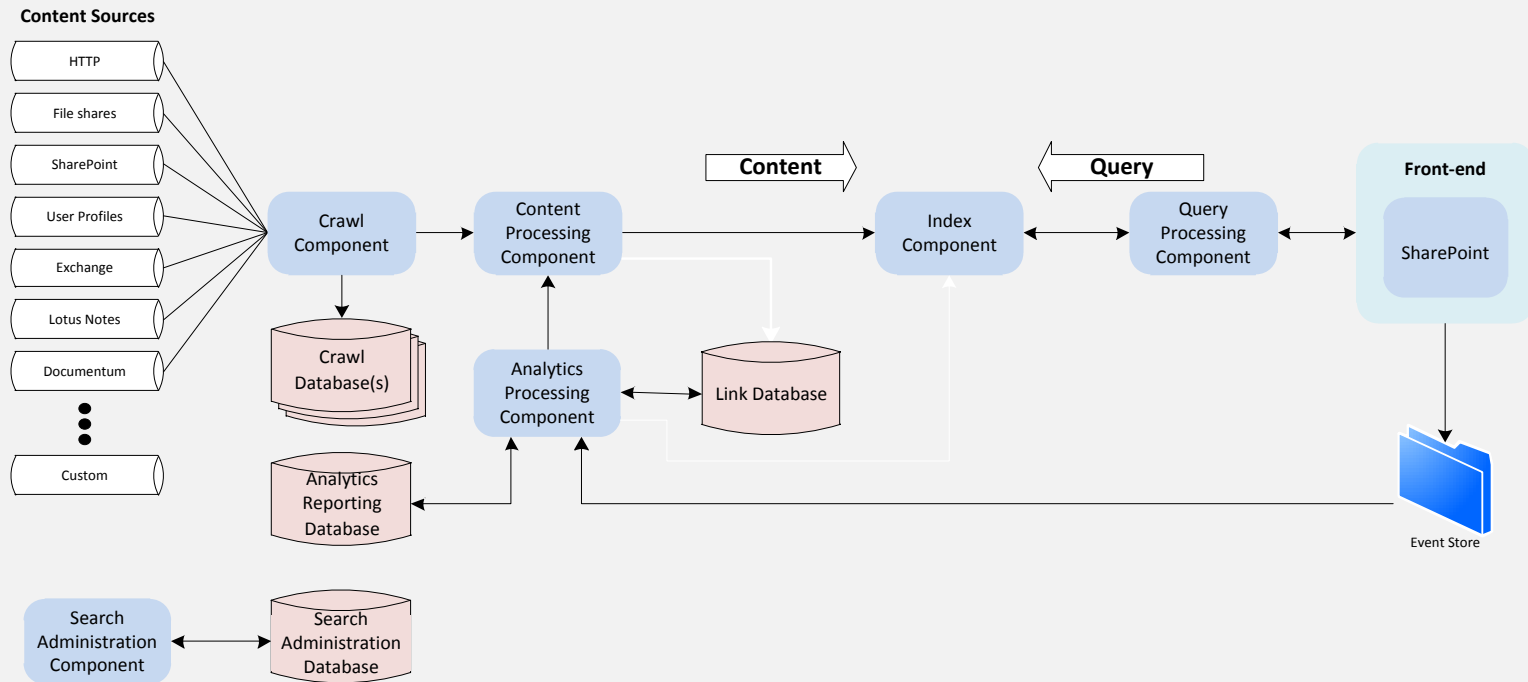 Content Sources
HTTP
File shares
SharePoint
User Profiles
Exchange
Lotus Notes
Documentum
Custom
Crawl
Component
Content
Processing
Component
Content
Index
Component
Query
Query
Processing
Component
Front-end
SharePoint
Crawl
Database(s)
Analytics
Processing
Component
Link Database
Analytics
Reporting
Database
Event Store
Search
Administration
Component
Search
Administration
Database